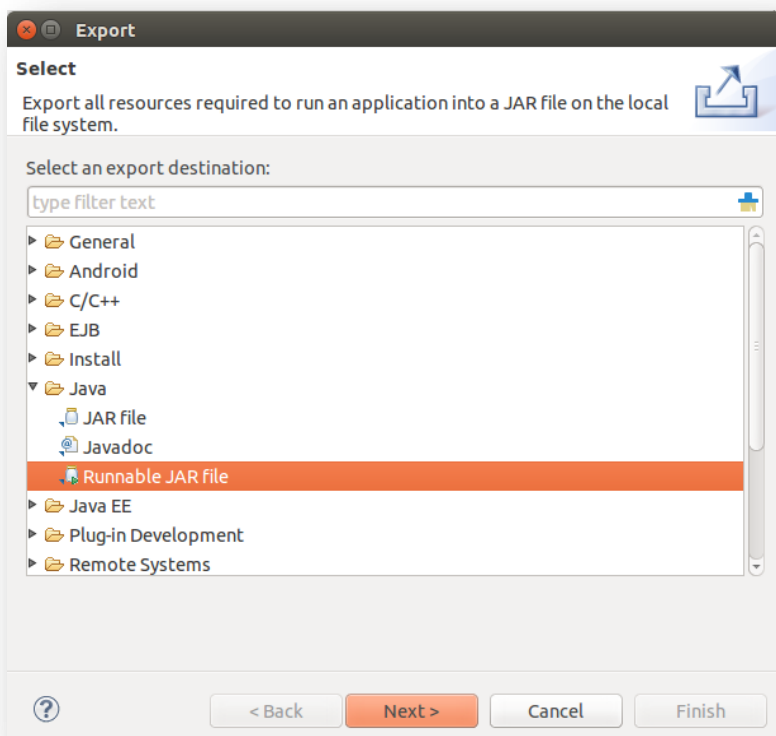 Export
Select
Export all resources required to run an application into a JAR file on the local
file system.
Select an export destination:
type filter text
General
Android
C/C++
EJB
Install
Java
JAR file
Javadoc
Runnable JAR file
Java EE
Plug-in Development
Remote Systems
< Back Next > Cancel Finish